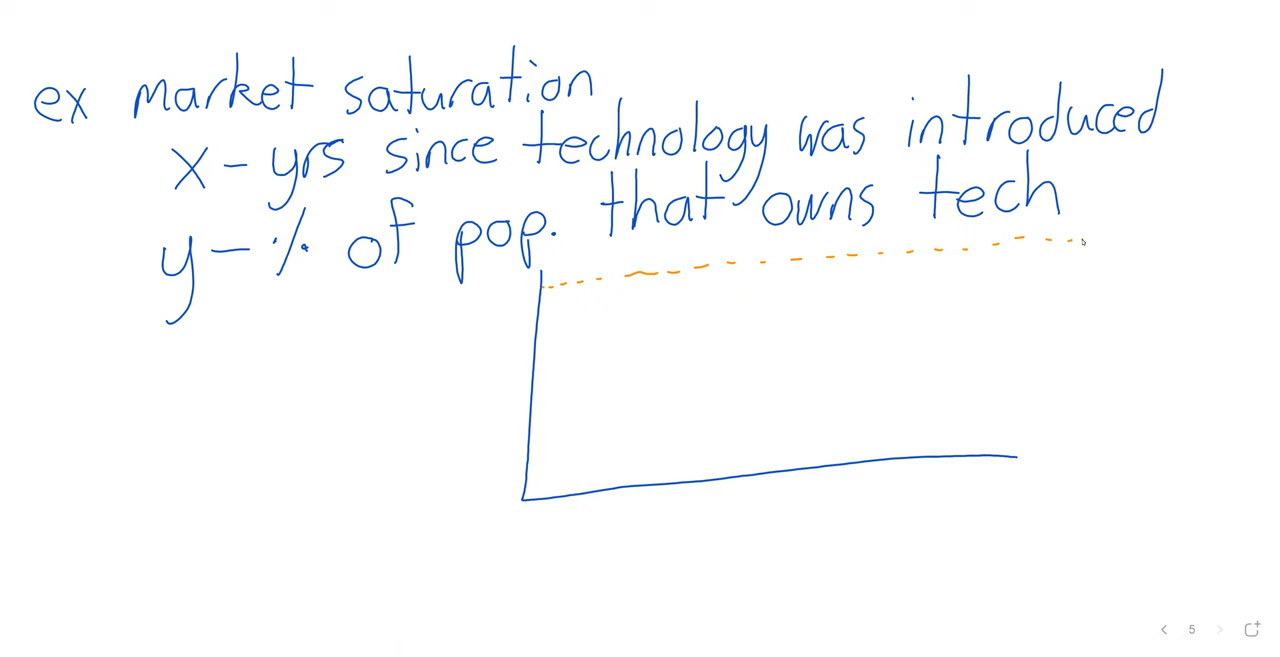 ex market saturation
x - yrs since technology was introduced
y - % of pop. that owns tech
5